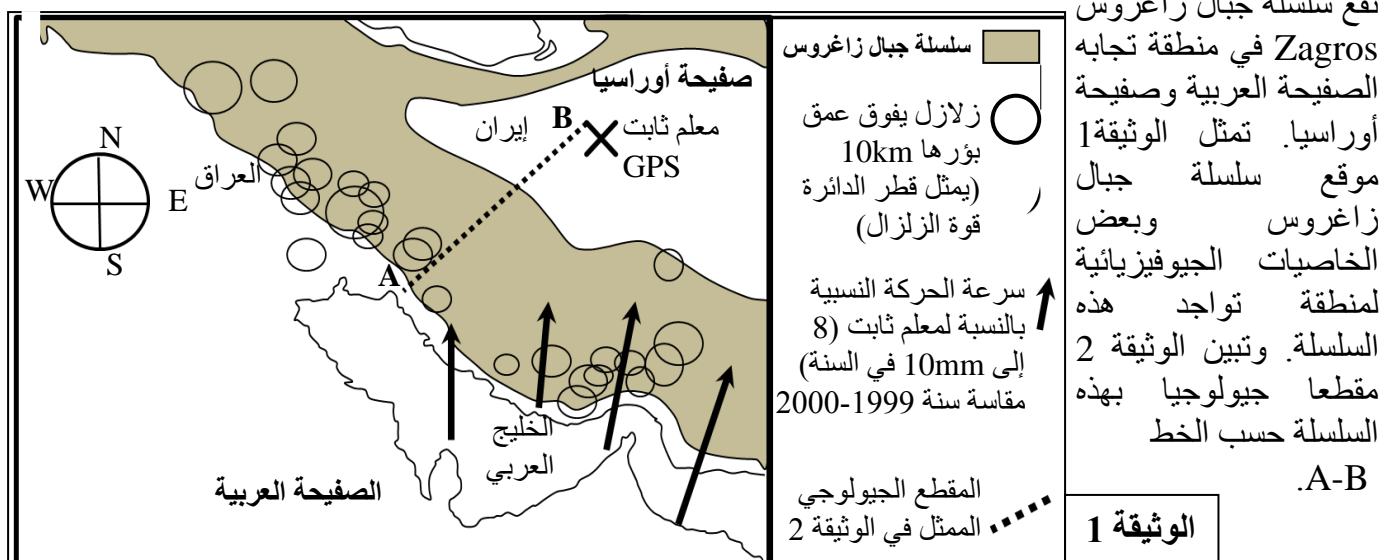 تقع سلسلة جبال زاغروس
Zagros في منطقة تجابه
الصفيحة العربية وصفيحة
أوراسيا. تمثل الوثيقة1
موقع سلسلة جبال
زاغروس وبعض
الخاصيات الجيوفيزيائية
لمنطقة تواجد هذه
السلسلة. وتبين الوثيقة 2
مقطعا جيولوجيا بهذه
السلسلة حسب الخط
A-B.
الوثيقة 1
سلسلة جبال زاغروس
زلازل يفوق عمق
بؤرها 10km
(يمثل قطر الدائرة
قوة الزلزال)
سرعة الحركة النسبية
بالنسبة لمعلم ثابت (8
إلى 10mm في السنة)
مقاسة سنة 1999-2000
المقطع الجيولوجي
الممثل في الوثيقة 2
صفيحة أوراسيا
معلم ثابت
GPS
B
إيران
N
W
E
S
العراق
A
الخليج
العربي
الصفيحة العربية